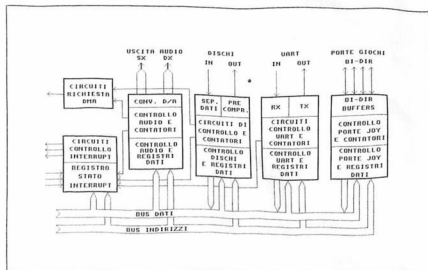 USCITA AUDIO
SX DX
DISCHI
IN OUT
UART
IN OUT
PORTE GIOCHI
DI-DIR
CIRCUITI
RICHIESTA
DMA
CONV. D/A
CONTROLLO
AUDIO E
CONTATORI
CONTROLLO
AUDIO E
REGISTRI
DATI
SEP.
DATI
PRE
COMPR.
CIRCUITI DI
CONTROLLO E
CONTATORI
CONTROLLO
DISCHI
E REGISTRI
DATI
RX TX
CIRCUITI
CONTROLLO
UART E
CONTATORI
CONTROLLO
UART E
REGISTRI
DATI
DI-DIR
BUFFERS
CONTROLLO
PORTE JOY E
CONTATORI
CONTROLLO
PORTE JOY
E REGISTRI
DATI
CIRCUITI
CONTROLLO
INTERRUPT
REGISTRO
STATO
INTERRUPT
BUS DATI
BUS INDIRIZZI